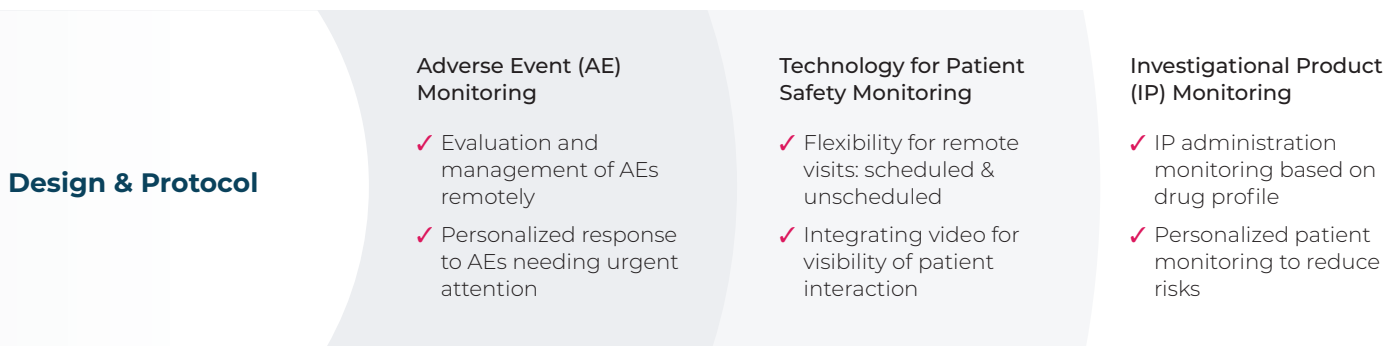 Design & Protocol
Adverse Event (AE)
Monitoring
✓ Evaluation and
management of AEs
remotely
✓ Personalized response
to AEs needing urgent
attention
Technology for Patient
Safety Monitoring
✓ Flexibility for remote
visits: scheduled &
unscheduled
✓ Integrating video for
visibility of patient
interaction
Investigational Product
(IP) Monitoring
✓ IP administration
monitoring based on
drug profile
✓ Personalized patient
monitoring to reduce
risks